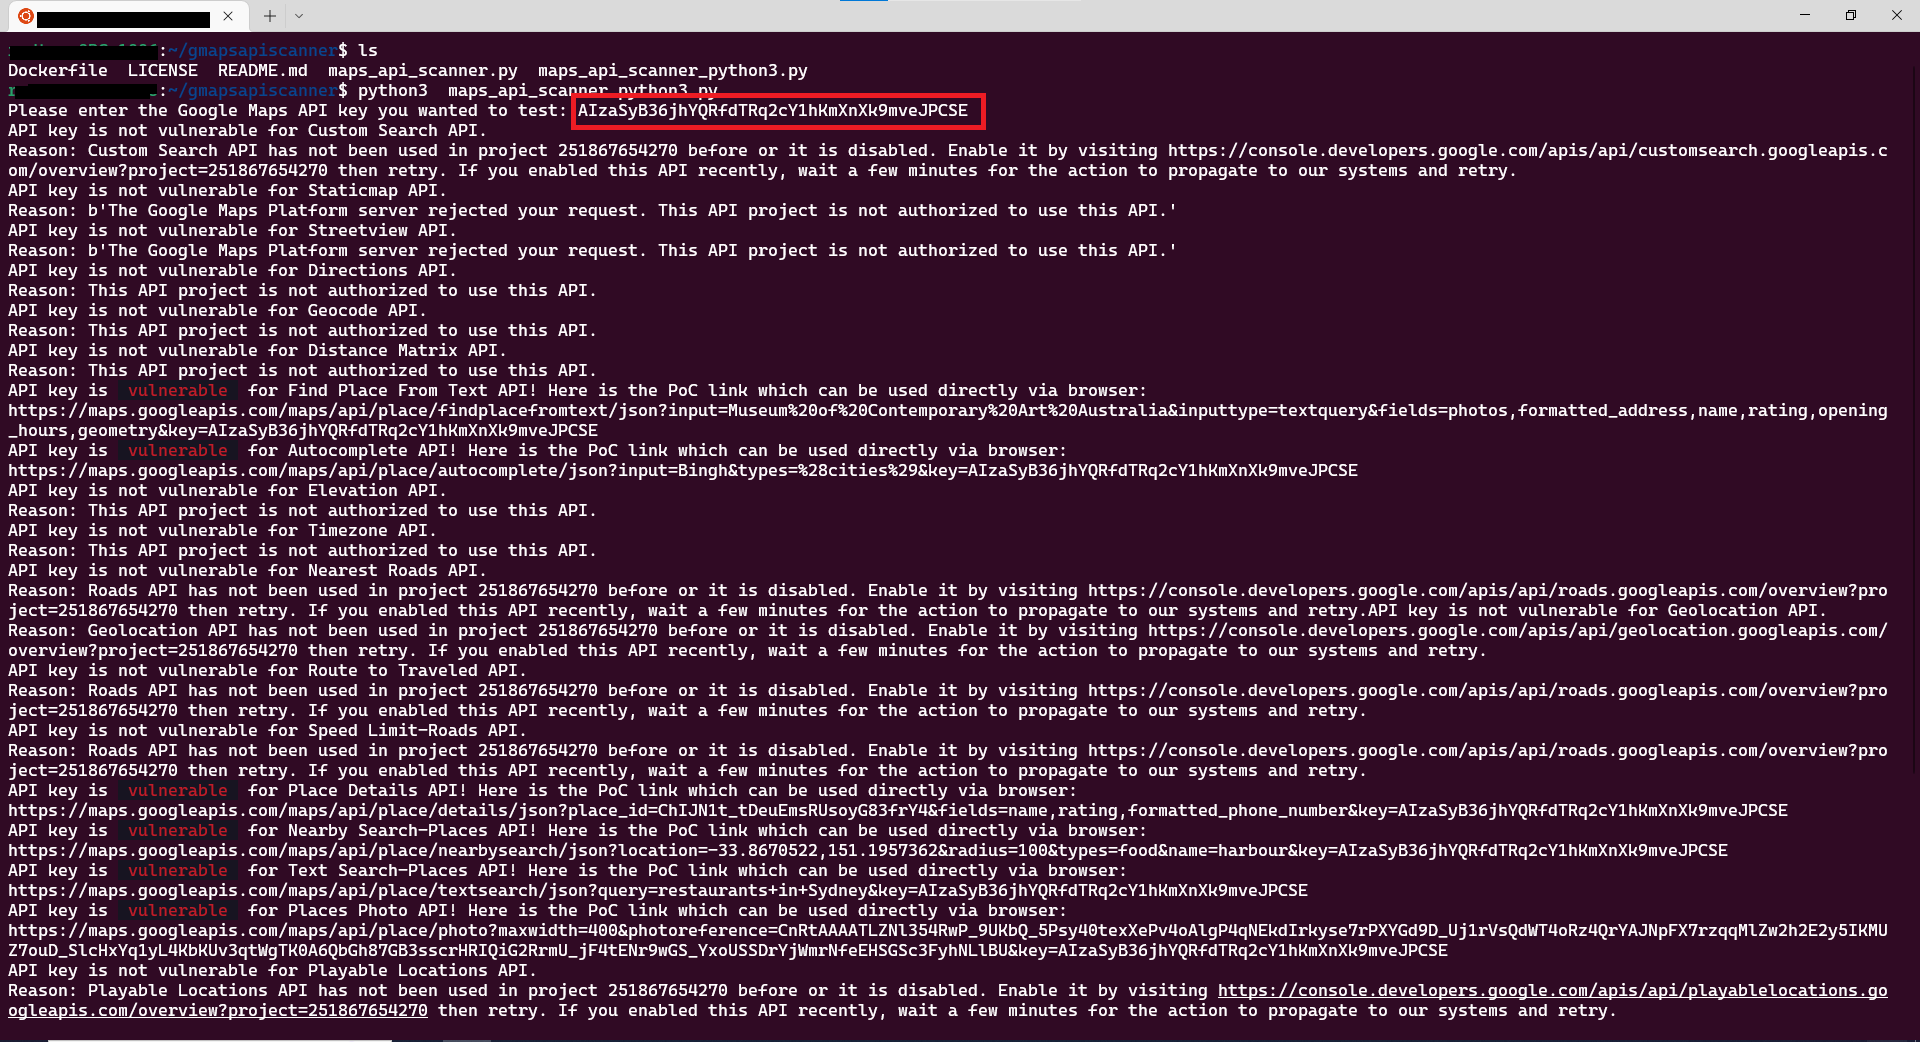 :~/gmapsapiscanner$ ls
Dockerfile LICENSE README.md maps_api_scanner.py maps_api_scanner_python3.py
:~/gmapsapiscanner$ python3 maps_api_scanner_python3.py
Please enter the Google Maps API key you wanted to test: AIzaSyB36jhYQRfdTRq2cY1hKmXnXk9mveJPCSE
API key is not vulnerable for Custom Search API.
Reason: Custom Search API has not been used in project 251867654270 before or it is disabled. Enable it by visiting https://console.developers.google.com/apis/api/customsearch.googleapis.c
om/overview?project=251867654270 then retry. If you enabled this API recently, wait a few minutes for the action to propagate to our systems and retry.
API key is not vulnerable for Staticmap API.
Reason: b'The Google Maps Platform server rejected your request. This API project is not authorized to use this API.'
API key is not vulnerable for Streetview API.
Reason: b'The Google Maps Platform server rejected your request. This API project is not authorized to use this API.'
API key is not vulnerable for Directions API.
Reason: This API project is not authorized to use this API.
API key is not vulnerable for Geocode API.
Reason: This API project is not authorized to use this API.
API key is not vulnerable for Distance Matrix API.
Reason: This API project is not authorized to use this API.
API key is vulnerable for Find Place From Text API! Here is the PoC link which can be used directly via browser:
https://maps.googleapis.com/maps/api/place/findplacefromtext/json?input=Museum%20of%20Contemporary%20Art%20Australia&inputtype=textquery&fields=photos,formatted_address,name,rating,opening
_hours,geometry&key=AIzaSyB36jhYQRfdTRq2cY1hKmXnXk9mveJPCSE
API key is vulnerable for Autocomplete API! Here is the PoC link which can be used directly via browser:
https://maps.googleapis.com/maps/api/place/autocomplete/json?input=Bingh&types=%28cities%29&key=AIzaSyB36jhYQRfdTRq2cY1hKmXnXk9mveJPCSE
API key is not vulnerable for Elevation API.
Reason: This API project is not authorized to use this API.
API key is not vulnerable for Timezone API.
Reason: This API project is not authorized to use this API.
API key is not vulnerable for Nearest Roads API.
Reason: Roads API has not been used in project 251867654270 before or it is disabled. Enable it by visiting https://console.developers.google.com/apis/api/roads.googleapis.com/overview?pro
ject=251867654270 then retry. If you enabled this API recently, wait a few minutes for the action to propagate to our systems and retry.API key is not vulnerable for Geolocation API.
Reason: Geolocation API has not been used in project 251867654270 before or it is disabled. Enable it by visiting https://console.developers.google.com/apis/api/geolocation.googleapis.com/
overview?project=251867654270 then retry. If you enabled this API recently, wait a few minutes for the action to propagate to our systems and retry.
API key is not vulnerable for Route to Traveled API.
Reason: Roads API has not been used in project 251867654270 before or it is disabled. Enable it by visiting https://console.developers.google.com/apis/api/roads.googleapis.com/overview?pro
ject=251867654270 then retry. If you enabled this API recently, wait a few minutes for the action to propagate to our systems and retry.
API key is not vulnerable for Speed Limit-Roads API.
Reason: Roads API has not been used in project 251867654270 before or it is disabled. Enable it by visiting https://console.developers.google.com/apis/api/roads.googleapis.com/overview?pro
ject=251867654270 then retry. If you enabled this API recently, wait a few minutes for the action to propagate to our systems and retry.
API key is vulnerable for Place Details API! Here is the PoC link which can be used directly via browser:
https://maps.googleapis.com/maps/api/place/details/json?place_id=ChIJN1t_tDeuEmsRUsoyG83frY4&fields=name,rating,formatted_phone_number&key=AIzaSyB36jhYQRfdTRq2cY1hKmXnXk9mveJPCSE
API key is vulnerable for Nearby Search-Places API! Here is the PoC link which can be used directly via browser:
https://maps.googleapis.com/maps/api/place/nearbysearch/json?location=-33.8670522,151.1957362&radius=100&types=food&name=harbour&key=AIzaSyB36jhYQRfdTRq2cY1hKmXnXk9mveJPCSE
API key is vulnerable for Text Search-Places API! Here is the PoC link which can be used directly via browser:
https://maps.googleapis.com/maps/api/place/textsearch/json?query=restaurants+in+Sydney&key=AIzaSyB36jhYQRfdTRq2cY1hKmXnXk9mveJPCSE
API key is vulnerable for Places Photo API! Here is the PoC link which can be used directly via browser:
https://maps.googleapis.com/maps/api/place/photo?maxwidth=400&photoreference=CnRtAAAATLZNl354RwP_9UKbQ_5Psy40texXePv4oAlgP4qNEkdIrkyse7rPXYGd9D_Uj1rVsQdWT4oRz4QrYAJNpFX7rzqqMlZw2h2E2y5IKMU
Z7ouD_SlcHxYq1yL4KbKUv3qtWgTK0A6QbGh87GB3sscrHRIQiG2RrmU_jF4tENr9wGS_YxoUSSDrYjWmrNfeEHSGSc3FyhNLlBU&key=AIzaSyB36jhYQRfdTRq2cY1hKmXnXk9mveJPCSE
API key is not vulnerable for Playable Locations API.
Reason: Playable Locations API has not been used in project 251867654270 before or it is disabled. Enable it by visiting https://console.developers.google.com/apis/api/playablelocations.go
ogleapis.com/overview?project=251867654270 then retry. If you enabled this API recently, wait a few minutes for the action to propagate to our systems and retry.